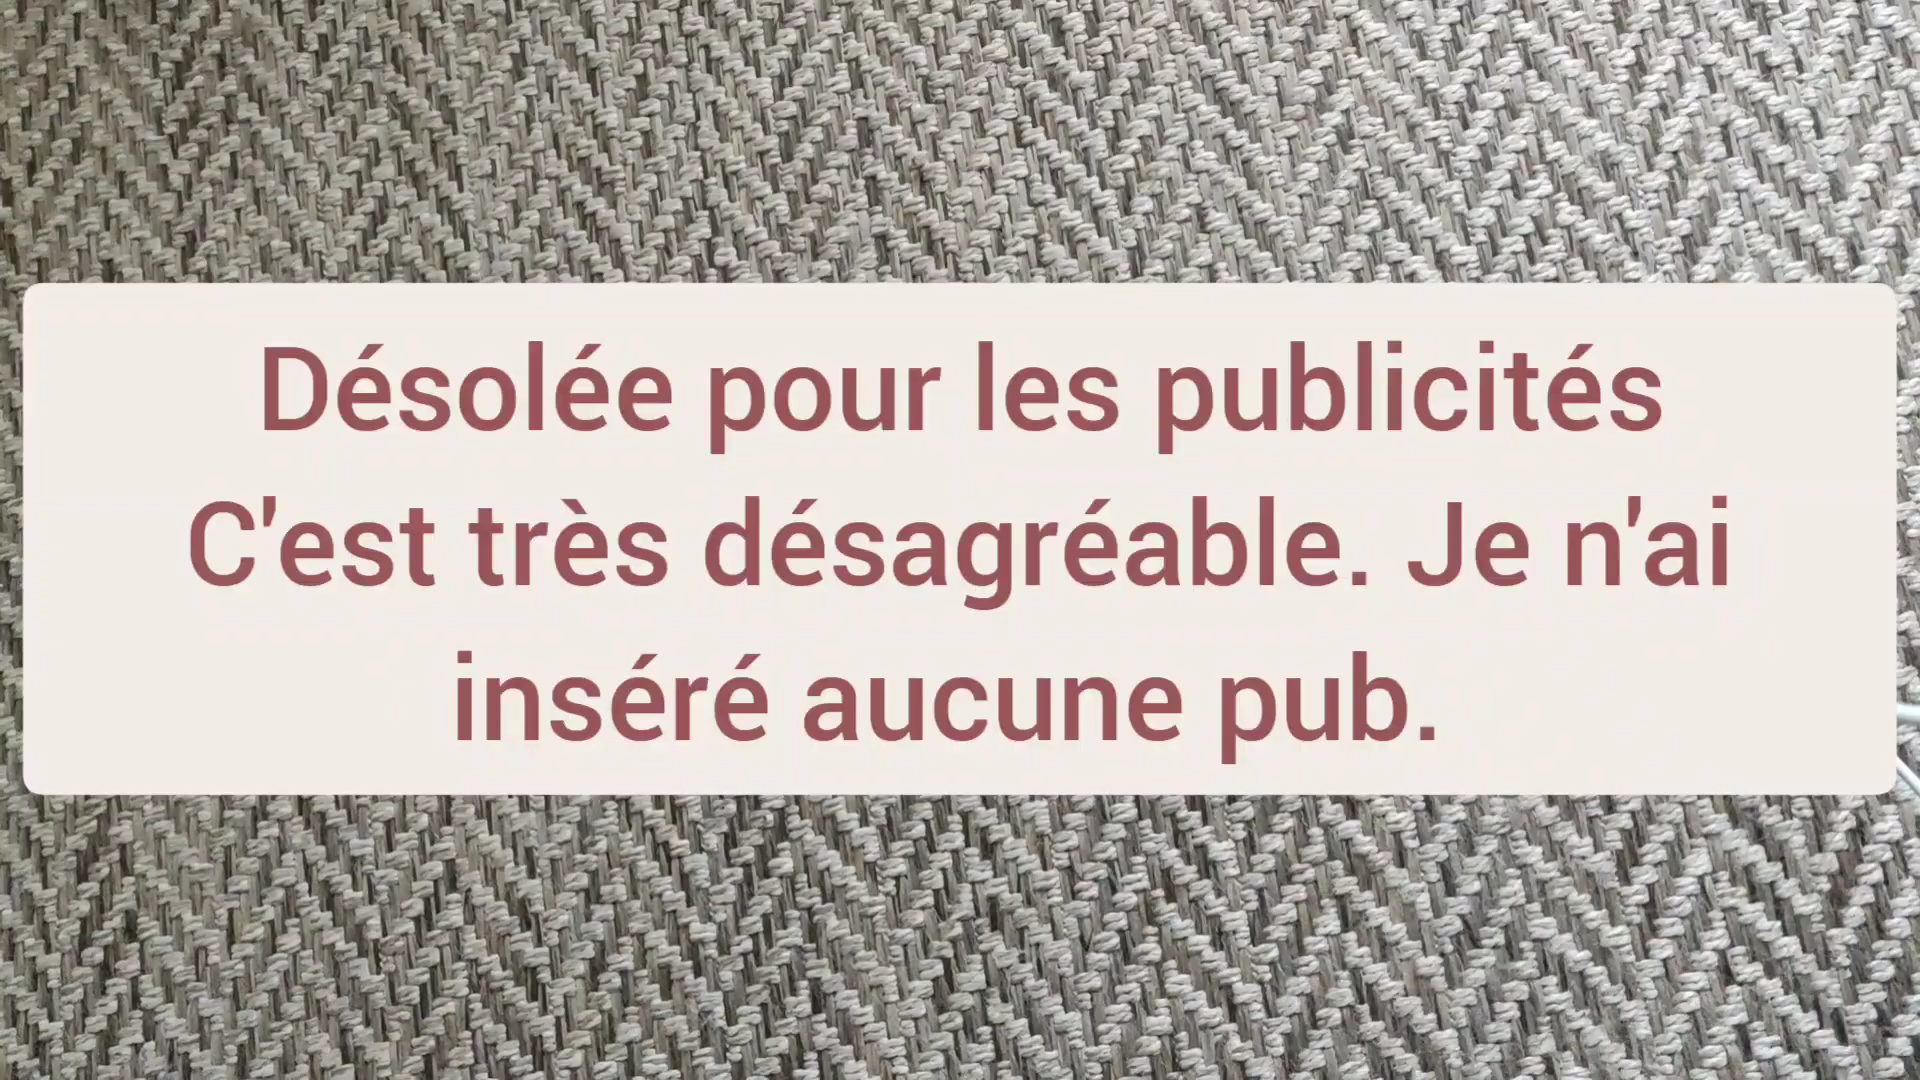 Désolée pour les publicités
C'est très désagréable. Je n'ai
inséré aucune pub.